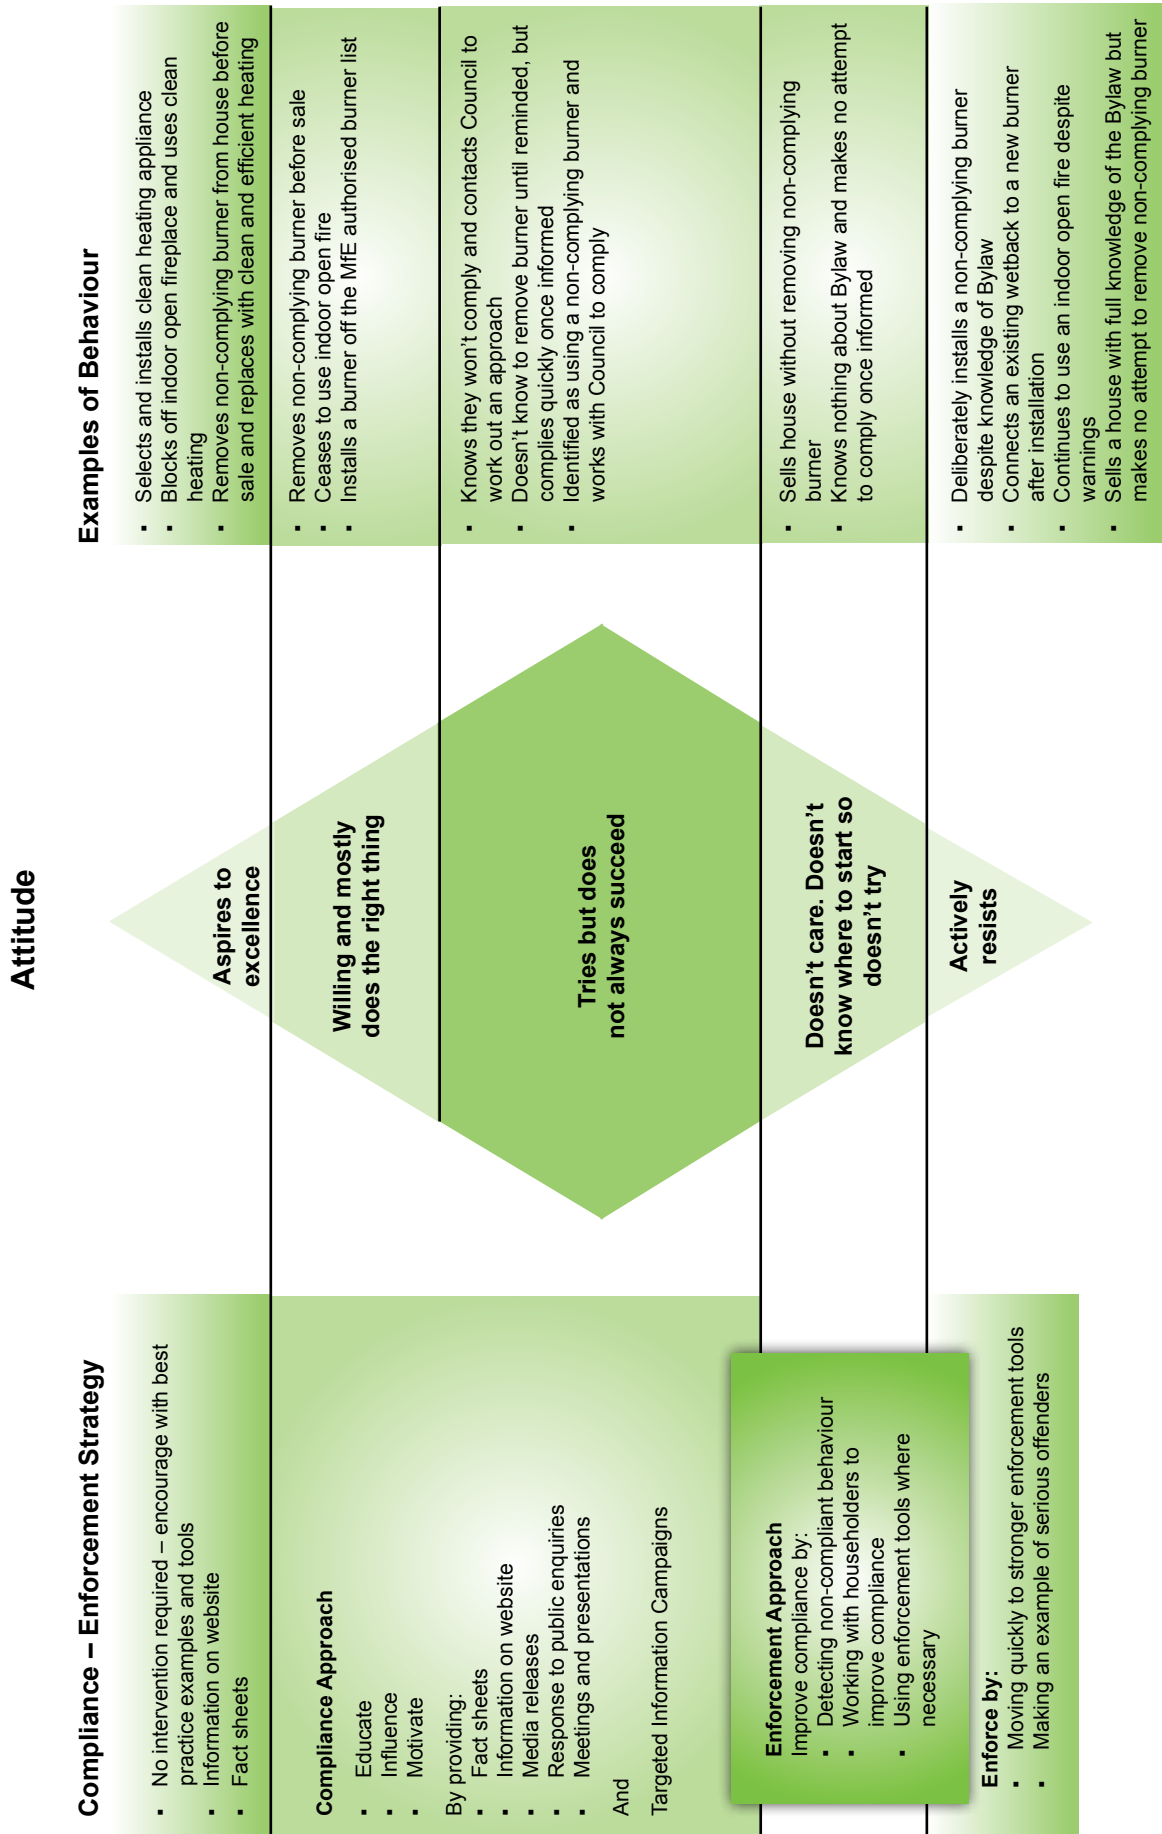 Attitude
Compliance – Enforcement Strategy
▪ No intervention required – encourage with best
practice examples and tools
▪ Information on website
▪ Fact sheets
Compliance Approach
▪ Educate
▪ Influence
▪ Motivate
By providing:
▪ Fact sheets
▪ Information on website
▪ Media releases
▪ Response to public enquiries
▪ Meetings and presentations
And
Targeted Information Campaigns
Enforcement Approach
Improve compliance by:
▪ Detecting non-compliant behaviour
▪ Working with householders to
improve compliance
▪ Using enforcement tools where
necessary
Enforce by:
▪ Moving quickly to stronger enforcement tools
▪ Making an example of serious offenders
Aspires to
excellence
Willing and mostly
does the right thing
Tries but does
not always succeed
Doesn't care. Doesn't
know where to start so
doesn't try
Actively
resists
Examples of Behaviour
▪ Selects and installs clean heating appliance
▪ Blocks off indoor open fireplace and uses clean
heating
▪ Removes non-complying burner from house before
sale and replaces with clean and efficient heating
▪ Removes non-complying burner before sale
▪ Ceases to use indoor open fire
▪ Installs a burner off the MfE authorised burner list
▪ Knows they won't comply and contacts Council to
work out an approach
▪ Doesn't know to remove burner until reminded, but
complies quickly once informed
▪ Identified as using a non-complying burner and
works with Council to comply
▪ Sells house without removing non-complying
burner
▪ Knows nothing about Bylaw and makes no attempt
to comply once informed
▪ Deliberately installs a non-complying burner
despite knowledge of Bylaw
▪ Connects an existing wetback to a new burner
after installation
▪ Continues to use an indoor open fire despite
warnings
▪ Sells a house with full knowledge of the Bylaw but
makes no attempt to remove non-complying burner